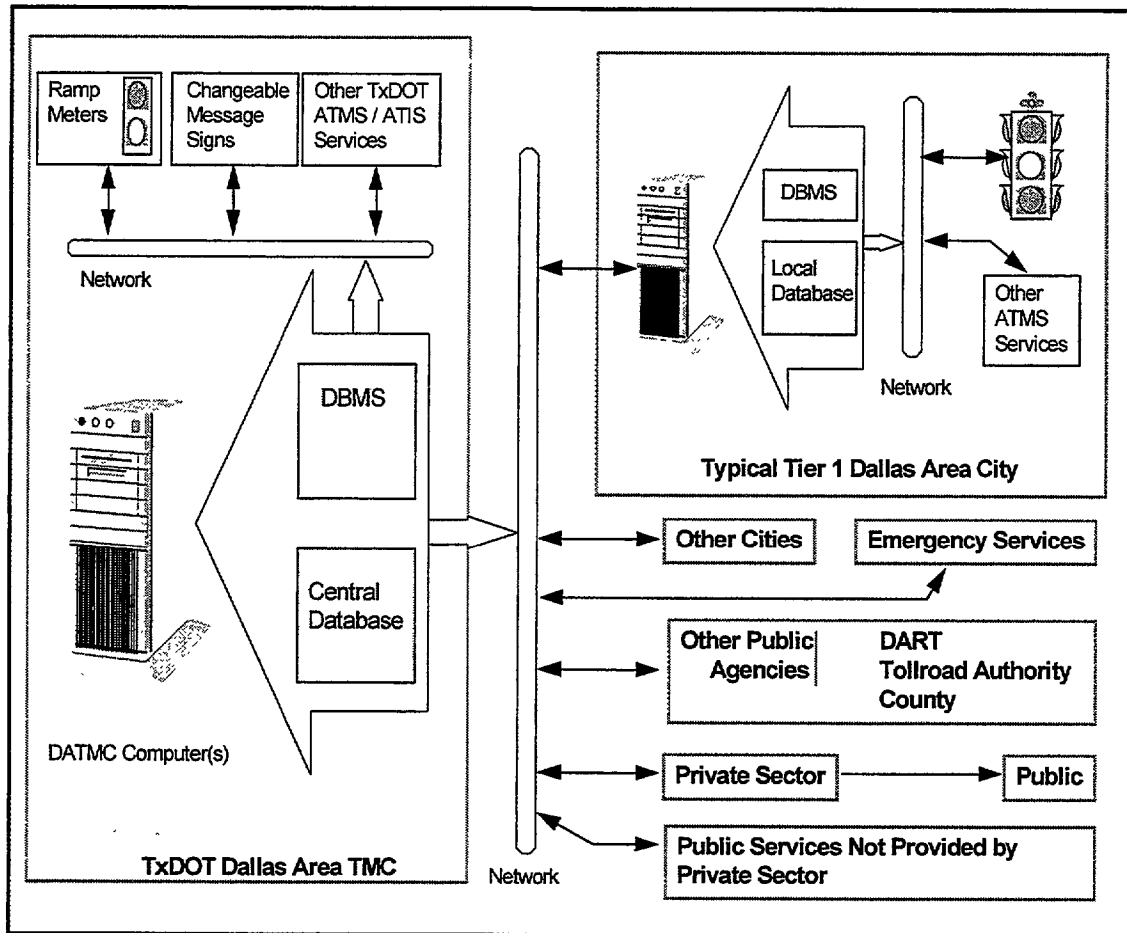 Ramp
Meters
Changeable
Message
Signs
Other TxDOT
ATMS / ATIS
Services
Network
DBMS
Central
Database
DATMC Computer(s)
TxDOT Dallas Area TMC
Network
DBMS
Local
Database
Network
Other
ATMS
Services
Typical Tier 1 Dallas Area City
Other Cities
Emergency Services
Other Public
Agencies
DART
Tollroad Authority
County
Private Sector
Public
Public Services Not Provided by
Private Sector